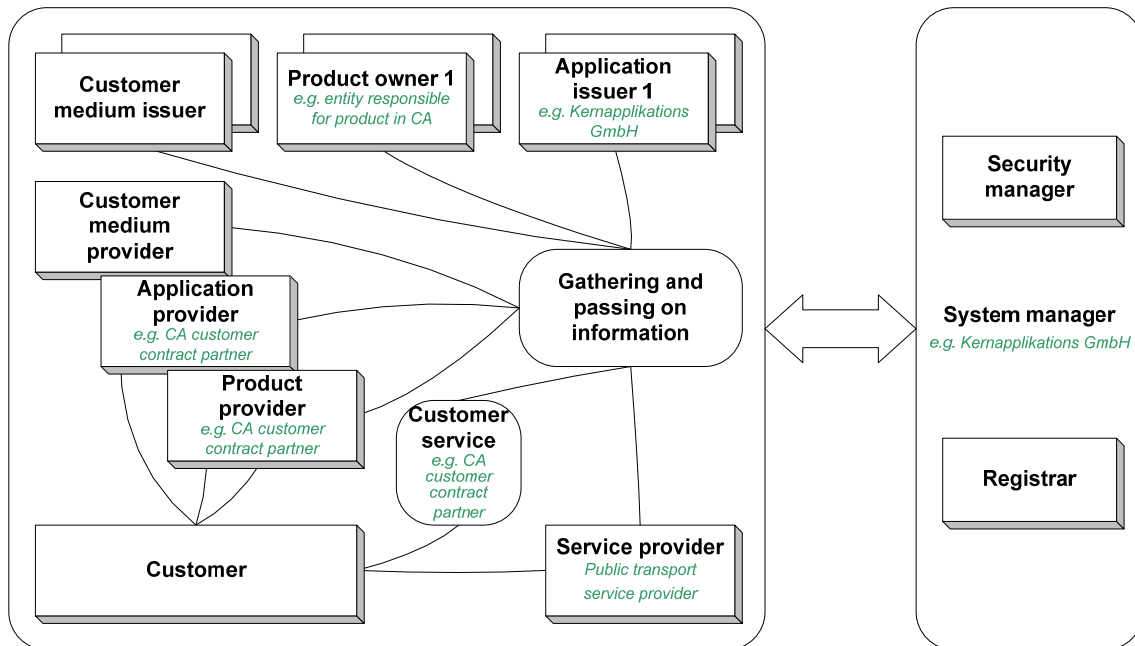 Customer
medium issuer
Product owner 1
e.g. entity responsible
for product in CA
Application
issuer 1
e.g. Kernapplikations
GmbH
Customer
medium
provider
Application
provider
e.g. CA customer
contract partner
Product
provider
e.g. CA customer
contract partner
Gathering and
passing on
information
Customer
service
e.g. CA
customer
contract
partner
Customer
Service provider
Public transport
service provider
Security
manager
System manager
e.g. Kernapplikations GmbH
Registrar